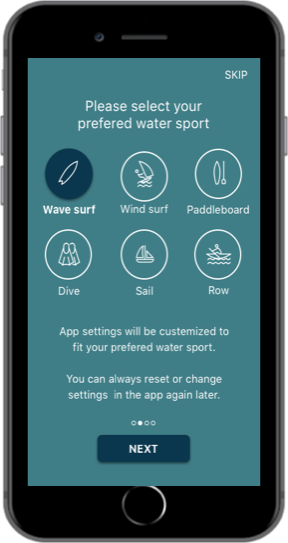 SKIP
Please select your
prefered water sport
Wave surf Wind surf Paddleboard
Dive Sail Row
App settings will be custemized to
fit your prefered water sport.
You can always reset or change
settings in the app again later.
NEXT